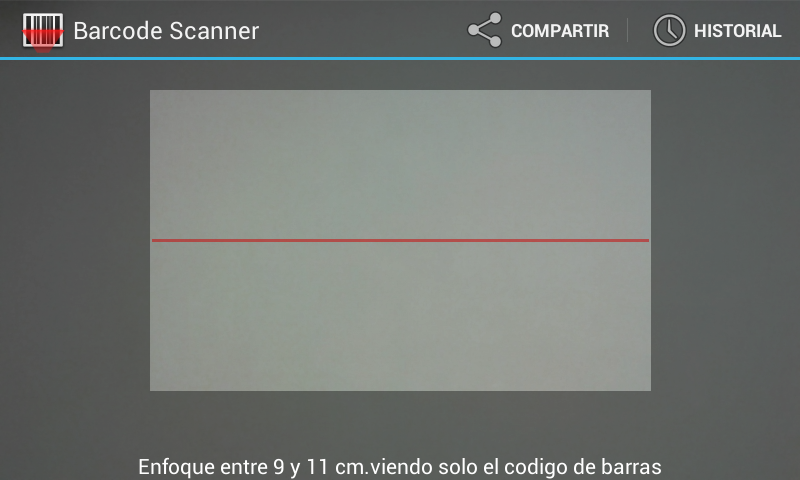 Barcode Scanner
COMPARTIR
HISTORIAL
Enfoque entre 9 y 11 cm.viendo solo el codigo de barras